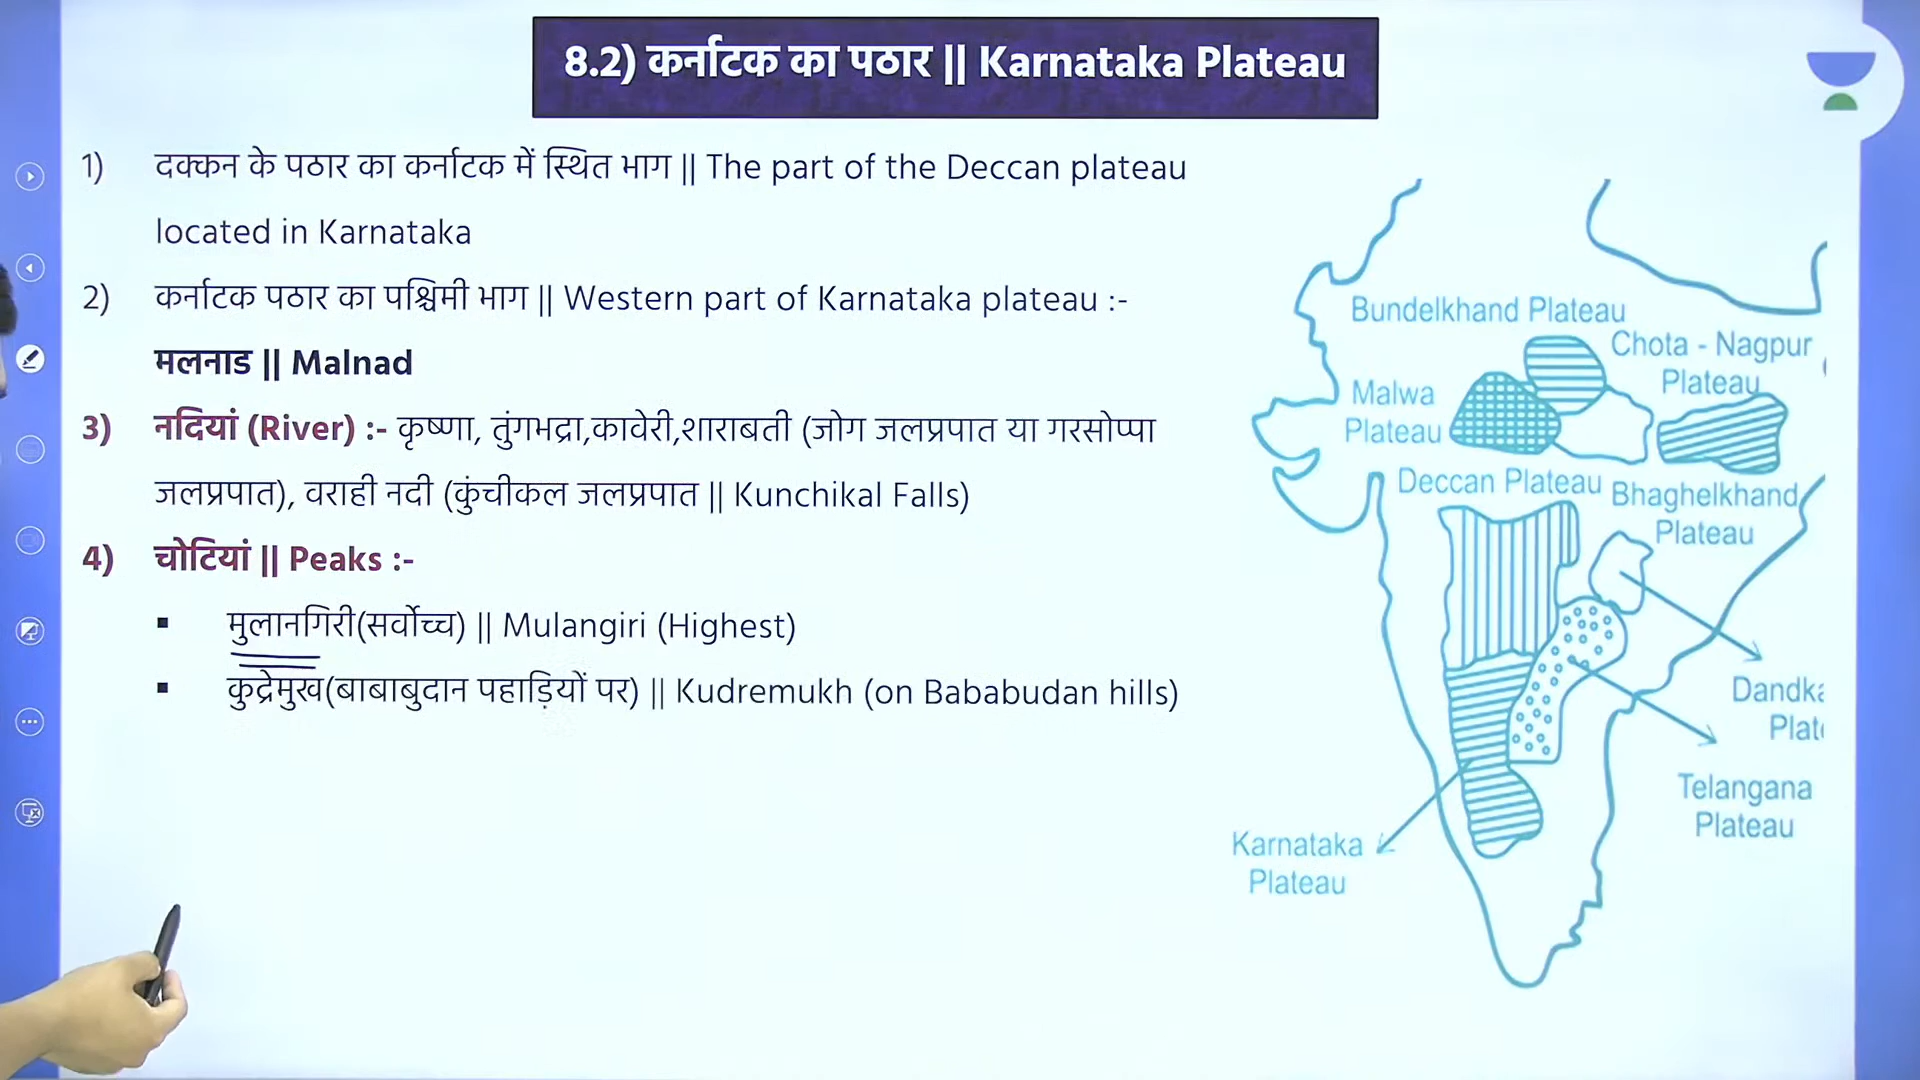 8.2) कर्नाटक का पठार || Karnataka Plateau
1) दक्कन के पठार का कर्नाटक में स्थित भाग || The part of the Deccan plateau
located in Karnataka
2) कर्नाटक पठार का पश्चिमी भाग || Western part of Karnataka plateau :-
मलनाड || Malnad
3) नदियां (River) :- कृष्णा, तुंगभद्रा,कावेरी,शाराबती (जोग जलप्रपात या गरसोप्पा
जलप्रपात), वराही नदी (कुंचीकल जलप्रपात || Kunchikal Falls)
4) चोटियां || Peaks :-
▪ मुलानगिरी(सर्वोच्च) || Mulangiri (Highest)
▪ कुद्रेमुख(बाबाबुदान पहाड़ियों पर) || Kudremukh (on Bababudan hills)
Bundelkhand Plateau
Chota - Nagpur
Plateau
Malwa
Plateau
Deccan Plateau
Bhaghelkhand
Plateau
Dandka
Plat
Telangana
Plateau
Karnataka
Plateau